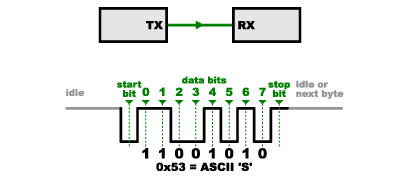 TX
RX
data bits
start bit
0 1 2 3 4 5 6 7
stop bit
idle
idle or next byte
1 1 0 0 1 0 1 0
0x53 = ASCII 'S'